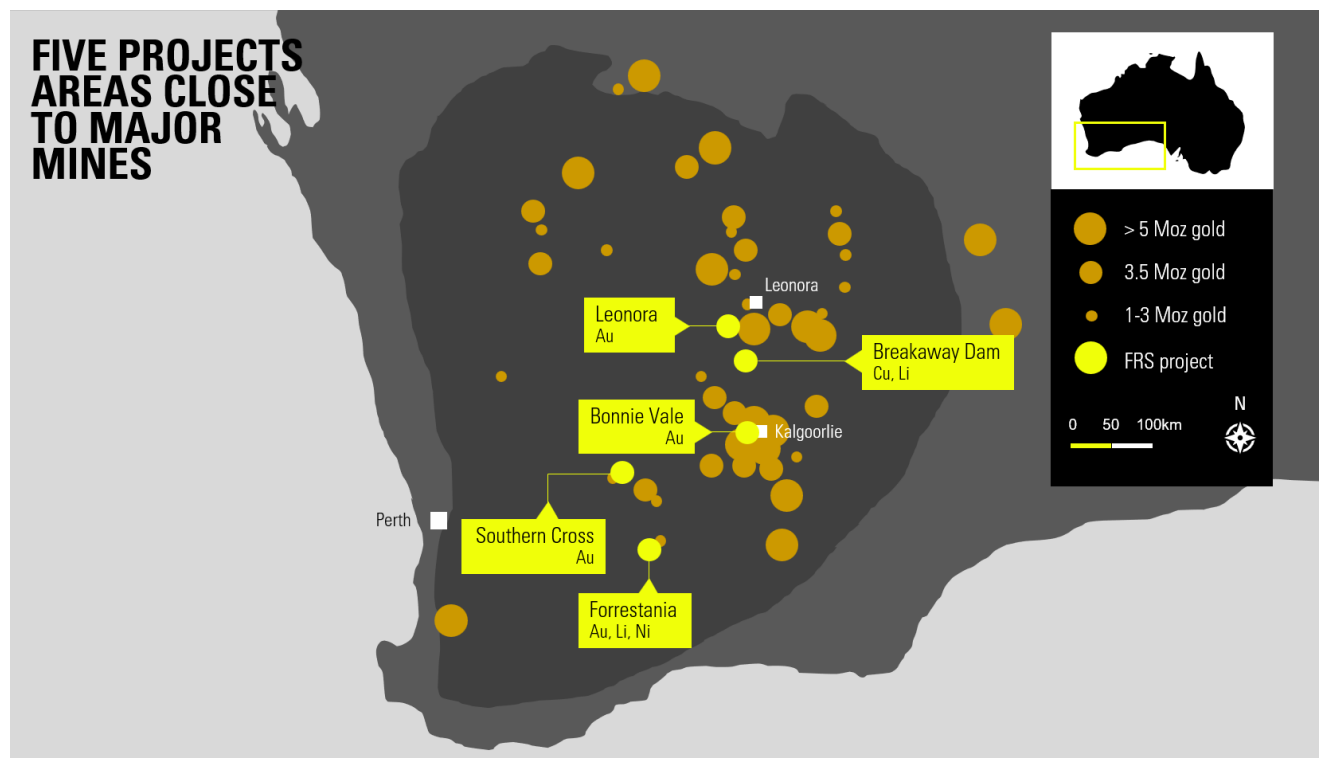 FIVE PROJECTS
AREAS CLOSE
TO MAJOR
MINES
> 5 Moz gold
3.5 Moz gold
1-3 Moz gold
FRS project
N
0 50 100km
Leonora
Leonora
Au
Breakaway Dam
Cu, Li
Bonnie Vale
Au
Kalgoorlie
Perth
Southern Cross
Au
Forrestania
Au, Li, Ni